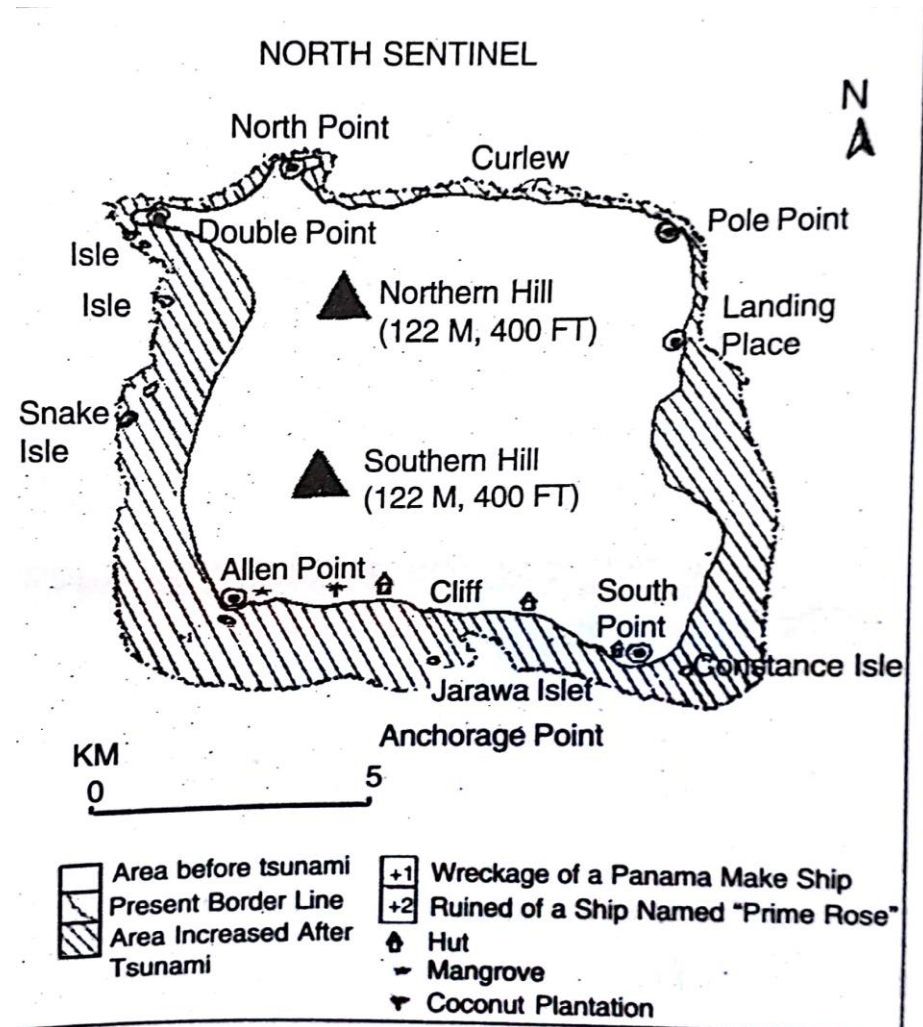 NORTH SENTINEL
N
North Point
Curlew
Double Point
Pole Point
Isle
Isle
Northern Hill
(122 M, 400 FT)
Landing
Place
Snake
Isle
Southern Hill
(122 M, 400 FT)
Allen Point
Cliff
South
Point
Constance Isle
Jarawa Islet
Anchorage Point
KM
0
5
Area before tsunami
Present Border Line
Area Increased After
Tsunami
+1 Wreckage of a Panama Make Ship
+2 Ruined of a Ship Named "Prime Rose"
Hut
Mangrove
Coconut Plantation